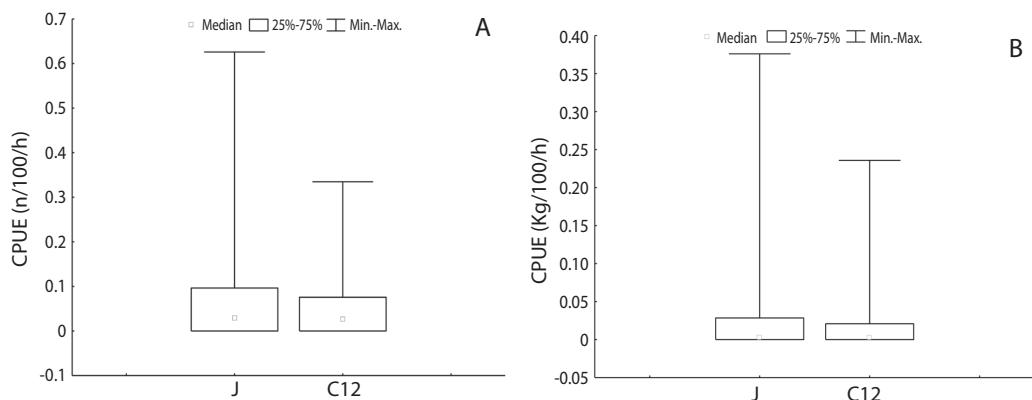 Median 25%-75% Min.-Max.
A
CPUE (n/100/h)
0.7
0.6
0.5
0.4
0.3
0.2
0.1
0
-0.1
J C12
Median 25%-75% Min.-Max.
B
CPUE (Kg/100/h)
0.40
0.35
0.30
0.25
0.20
0.15
0.10
0.05
0
-0.05
J C12